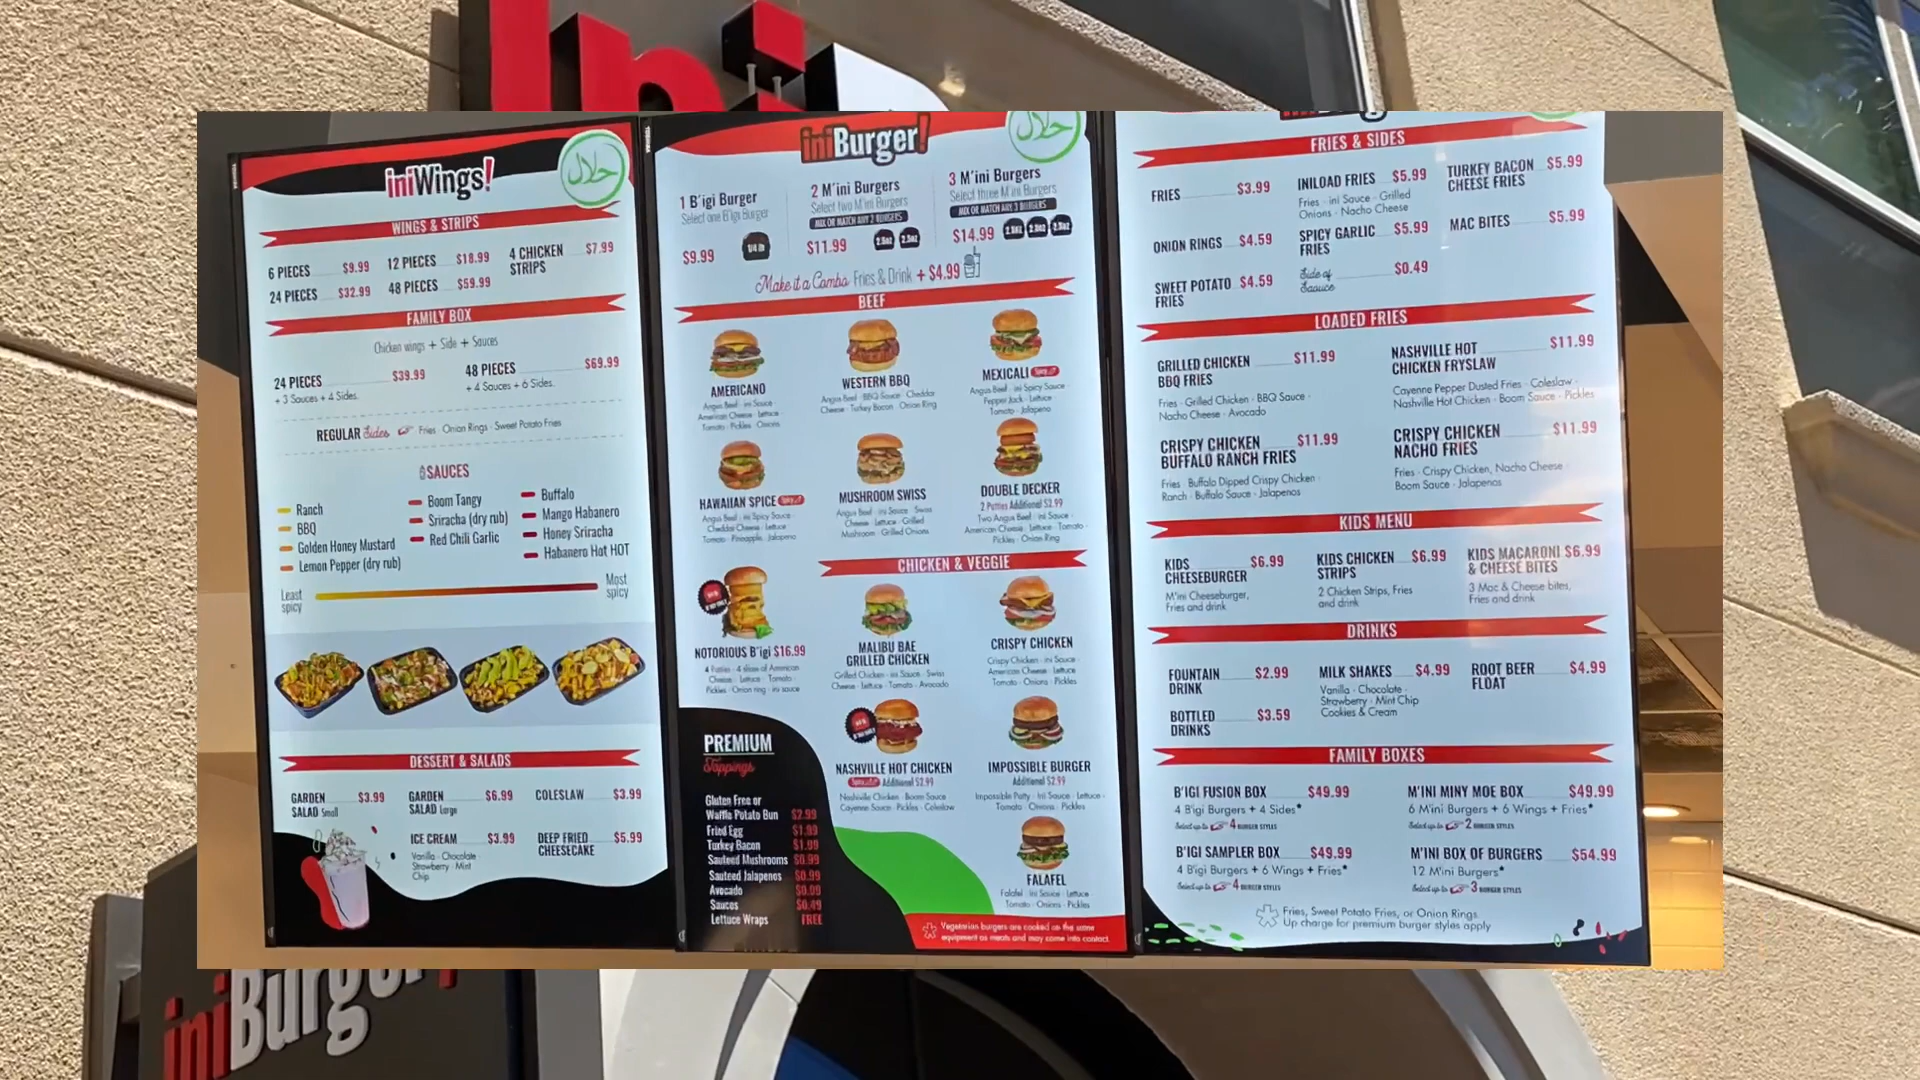 ini
iniWings!
حلال
WINGS & STRIPS
6 PIECES $9.99
12 PIECES $18.99
4 CHICKEN STRIPS $7.99
24 PIECES $32.99
48 PIECES $59.99
FAMILY BOX
Chicken wings + Side + Sauces
24 PIECES $39.99
+ 3 Sauces + 4 Sides.
48 PIECES $69.99
+ 4 Sauces + 6 Sides.
REGULAR Sides Fries · Onion Rings · Sweet Potato Fries
SAUCES
Ranch
BBQ
Golden Honey Mustard
Lemon Pepper (dry rub)
Boom Tangy
Sriracha (dry rub)
Red Chili Garlic
Buffalo
Mango Habanero
Honey Sriracha
Habanero Hot HOT
Least spicy
Most spicy
DESSERT & SALADS
GARDEN SALAD Small $3.99
GARDEN SALAD Large $6.99
COLESLAW $3.99
ICE CREAM $3.99
Vanilla · Chocolate
Strawberry · Mint
Chip
DEEP FRIED CHEESECAKE $5.99
iniBurger!
حلال
1 B'igi Burger
Select one B'igi Burger
$9.99
1/4 lb
2 M'ini Burgers
Select two M'ini Burgers
MIX OR MATCH ANY 2 BURGERS
$11.99
2.5oz 2.5oz
3 M'ini Burgers
Select three M'ini Burgers
MIX OR MATCH ANY 3 BURGERS
$14.99
2.5oz 2.5oz 2.5oz
Make it a Combo Fries & Drink + $4.99
BEEF
AMERICANO
Angus Beef · ini Sauce
American Cheese · Lettuce
Tomato · Pickles · Onions
WESTERN BBQ
Angus Beef · BBQ Sauce · Cheddar
Cheese · Turkey Bacon · Onion Ring
MEXICALI Spicy
Angus Beef · ini Spicy Sauce
Pepper Jack · Lettuce
Tomato · Jalapeno
HAWAIIAN SPICE Spicy
Angus Beef · ini Spicy Sauce
Cheddar Cheese · Lettuce
Tomato · Pineapple · Jalapeno
MUSHROOM SWISS
Angus Beef · ini Sauce · Swiss
Cheese · Lettuce · Grilled
Mushroom · Grilled Onions
DOUBLE DECKER
2 Patties Additional $2.99
Two Angus Beef · ini Sauce
American Cheese · Lettuce · Tomato
Pickles · Onion Ring
NOTORIOUS B'igi $16.99
4 Patties · 4 slices of American
Cheese · Lettuce · Tomato
Pickles · Onion ring · ini sauce
CHICKEN & VEGGIE
MALIBU BAE
GRILLED CHICKEN
Grilled Chicken · ini Sauce · Swiss
Cheese · Lettuce · Tomato · Avocado
CRISPY CHICKEN
Crispy Chicken · ini Sauce
American Cheese · Lettuce
Tomato · Onions · Pickles
NASHVILLE HOT CHICKEN
Additional $2.99
Nashville Chicken · Boom Sauce
Cayenne Sauce · Pickles · Coleslaw
IMPOSSIBLE BURGER
Additional $2.99
Impossible Patty · Ini Sauce · Lettuce
Tomato · Onions · Pickles
FALAFEL
Falafel · Ini Sauce · Lettuce
Tomato · Onions · Pickles
PREMIUM
Toppings
Gluten Free or
Waffle Potato Bun $2.99
Fried Egg $1.99
Turkey Bacon $1.99
Sauteed Mushrooms $0.99
Sauteed Jalapenos $0.99
Avocado $0.99
Sauces $0.49
Lettuce Wraps FREE
Vegetarian burgers are cooked on the same
equipment as meats and may come into contact.
FRIES & SIDES
FRIES $3.99
INILOAD FRIES $5.99
Fries · ini Sauce · Grilled
Onions · Nacho Cheese
TURKEY BACON CHEESE FRIES $5.99
ONION RINGS $4.59
SPICY GARLIC FRIES $5.99
MAC BITES $5.99
SWEET POTATO FRIES $4.59
Side of Saauce $0.49
LOADED FRIES
GRILLED CHICKEN BBQ FRIES $11.99
Fries · Grilled Chicken · BBQ Sauce ·
Nacho Cheese · Avocado
NASHVILLE HOT CHICKEN FRYSLAW $11.99
Cayenne Pepper Dusted Fries · Coleslaw ·
Nashville Hot Chicken · Boom Sauce · Pickles
CRISPY CHICKEN BUFFALO RANCH FRIES $11.99
Fries · Buffalo Dipped Crispy Chicken ·
Ranch · Buffalo Sauce · Jalapenos
CRISPY CHICKEN NACHO FRIES $11.99
Fries · Crispy Chicken, Nacho Cheese ·
Boom Sauce · Jalapenos
KIDS MENU
KIDS CHEESEBURGER $6.99
M'ini Cheeseburger,
Fries and drink
KIDS CHICKEN STRIPS $6.99
2 Chicken Strips, Fries
and drink
KIDS MACARONI & CHEESE BITES $6.99
3 Mac & Cheese bites,
Fries and drink
DRINKS
FOUNTAIN DRINK $2.99
MILK SHAKES $4.99
Vanilla · Chocolate ·
Strawberry · Mint Chip
Cookies & Cream
ROOT BEER FLOAT $4.99
BOTTLED DRINKS $3.59
FAMILY BOXES
B'IGI FUSION BOX $49.99
4 B'igi Burgers + 4 Sides*
Select up to 4 BURGER STYLES
M'INI MINY MOE BOX $49.99
6 M'ini Burgers + 6 Wings + Fries*
Select up to 2 BURGER STYLES
B'IGI SAMPLER BOX $49.99
4 B'igi Burgers + 6 Wings + Fries*
Select up to 4 BURGER STYLES
M'INI BOX OF BURGERS $54.99
12 M'ini Burgers*
Select up to 3 BURGER STYLES
Fries, Sweet Potato Fries, or Onion Rings
Up charge for premium burger styles apply
iniBurger